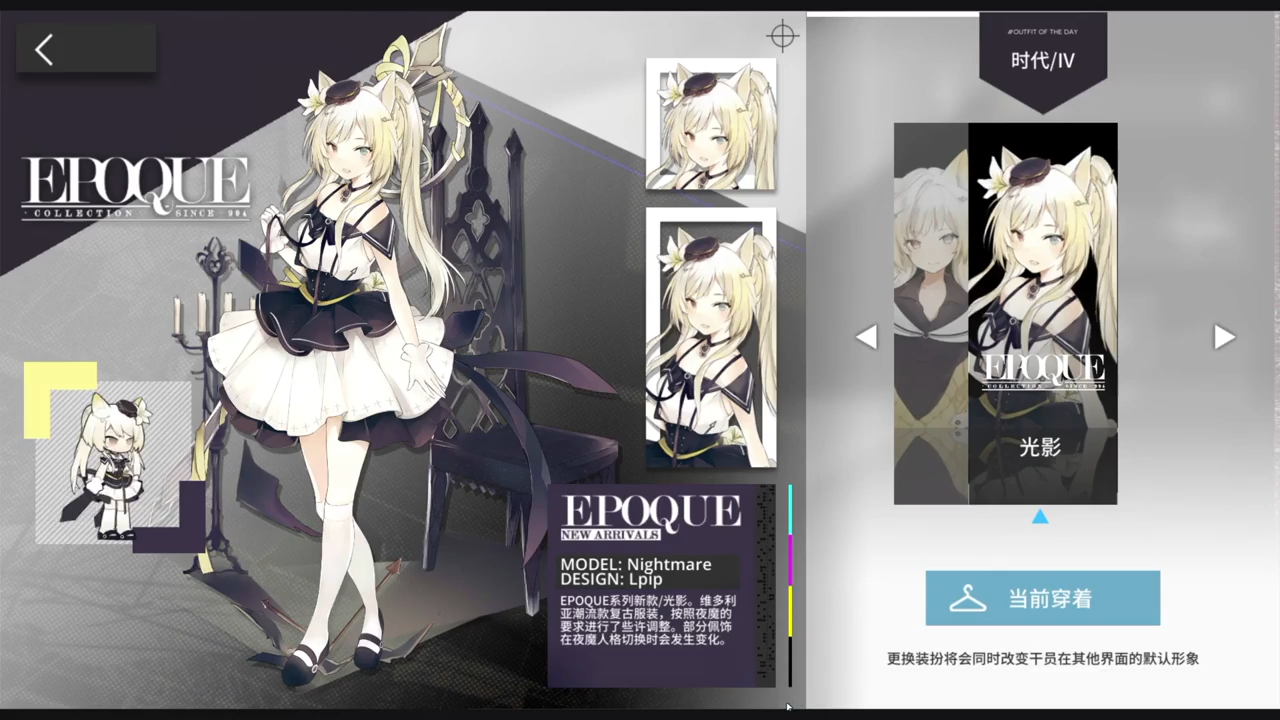 EPOQUE
COLLECTION SINCE 994
EPOQUE
NEW ARRIVALS
MODEL: Nightmare
DESIGN: Lpip
EPOQUE系列新款/光影。维多利
亚潮流款复古服装，按照夜魔的
要求进行了些许调整。部分佩饰
在夜魔人格切换时会发生变化。
#OUTFIT OF THE DAY
时代/IV
EPOQUE
COLLECTION SINCE 994
光影
当前穿着
更换装扮将会同时改变干员在其他界面的默认形象